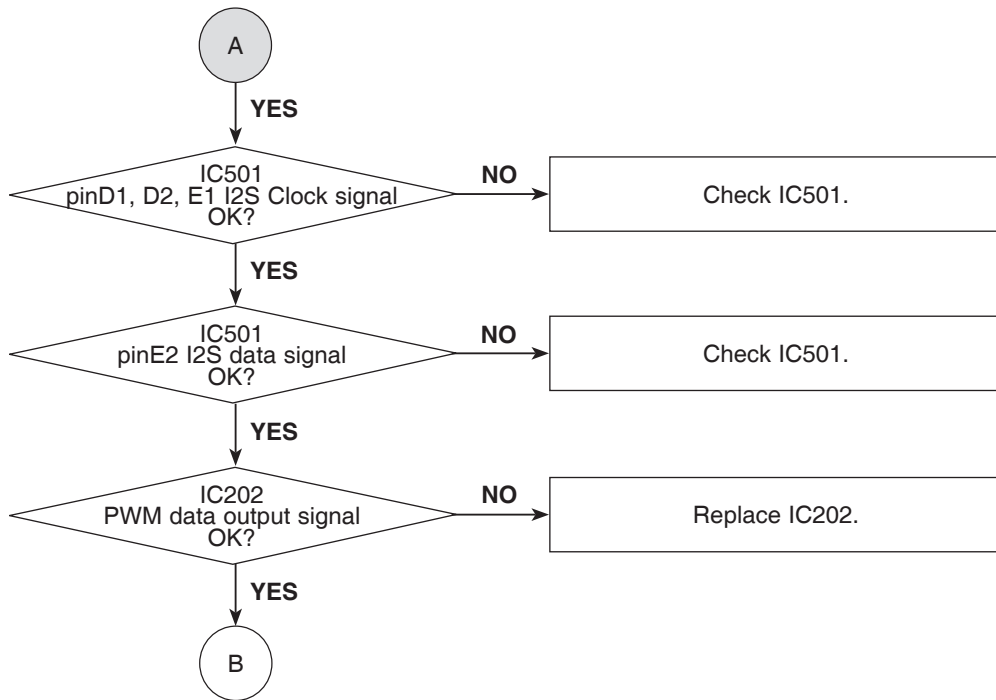 A
YES
IC501
pinD1, D2, E1 I2S Clock signal
OK?
NO
Check IC501.
YES
IC501
pinE2 I2S data signal
OK?
NO
Check IC501.
YES
IC202
PWM data output signal
OK?
NO
Replace IC202.
YES
B